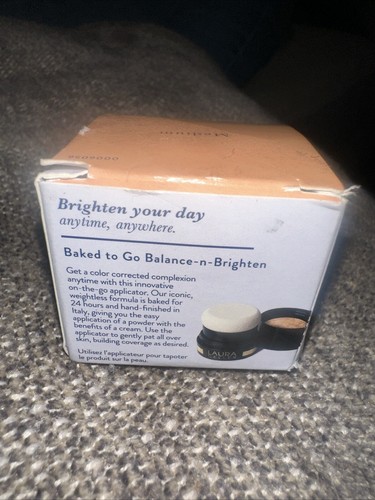 Medium
Brighten your day
anytime, anywhere.
Baked to Go Balance-n-Brighten
Get a color corrected complexion
anytime with this innovative
on-the-go applicator. Our iconic,
weightless formula is baked for
24 hours and hand-finished in
Italy, giving you the easy
application of a powder with the
benefits of a cream. Use the
applicator to gently pat all over
skin, building coverage as desired.
Utilisez l'applicateur pour tapoter
le produit sur la peau.
LAURA